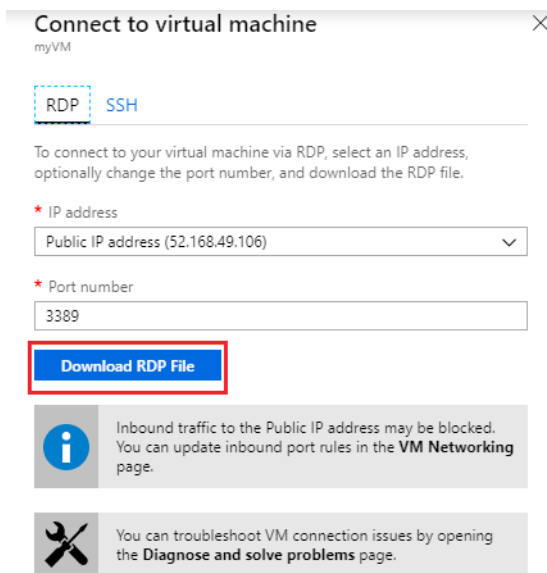 Connect to virtual machine
myVM
RDP SSH
To connect to your virtual machine via RDP, select an IP address,
optionally change the port number, and download the RDP file.
* IP address
Public IP address (52.168.49.106)
* Port number
3389
Download RDP File
Inbound traffic to the Public IP address may be blocked.
You can update inbound port rules in the VM Networking
page.
You can troubleshoot VM connection issues by opening
the Diagnose and solve problems page.